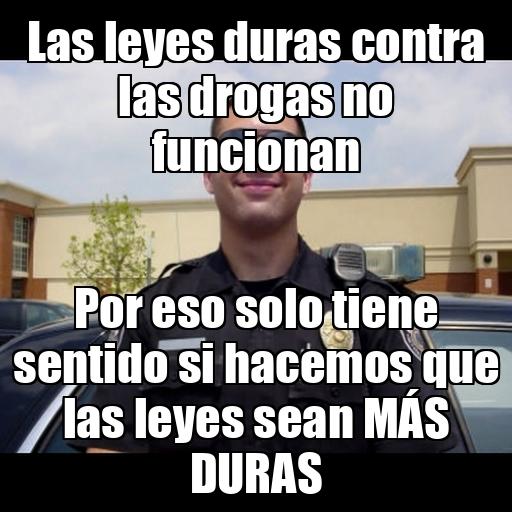 Las leyes duras contra
las drogas no
funcionan
Por eso solo tiene
sentido si hacemos que
las leyes sean MÁS
DURAS